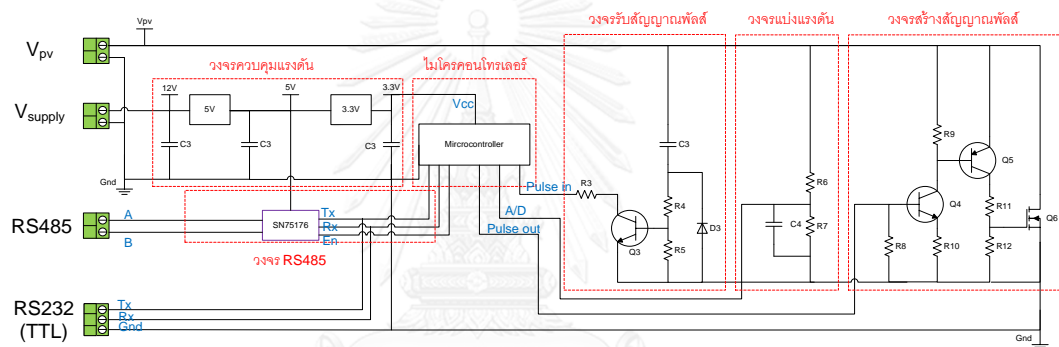 วงจรรับสัญญาณพัลส์
วงจรแบ่งแรงดัน
วงจรสร้างสัญญาณพัลส์
Vpv
Vpv
วงจรควบคุมแรงดัน
ไมโครคอนโทรเลอร์
12V
5V
3.3V
Vcc
5V
3.3V
Vsupply
C3
C3
C3
Mircrocontroller
C3
R9
Q5
Gnd
Pulse in
R3
R4
R6
A/D
Q4
R11
Q6
RS485
A
B
SN75176
Tx
Rx
En
Pulse out
Q3
R5
D3
C4
R7
R8
R10
R12
วงจร RS485
RS232
(TTL)
Tx
Rx
Gnd
Gnd